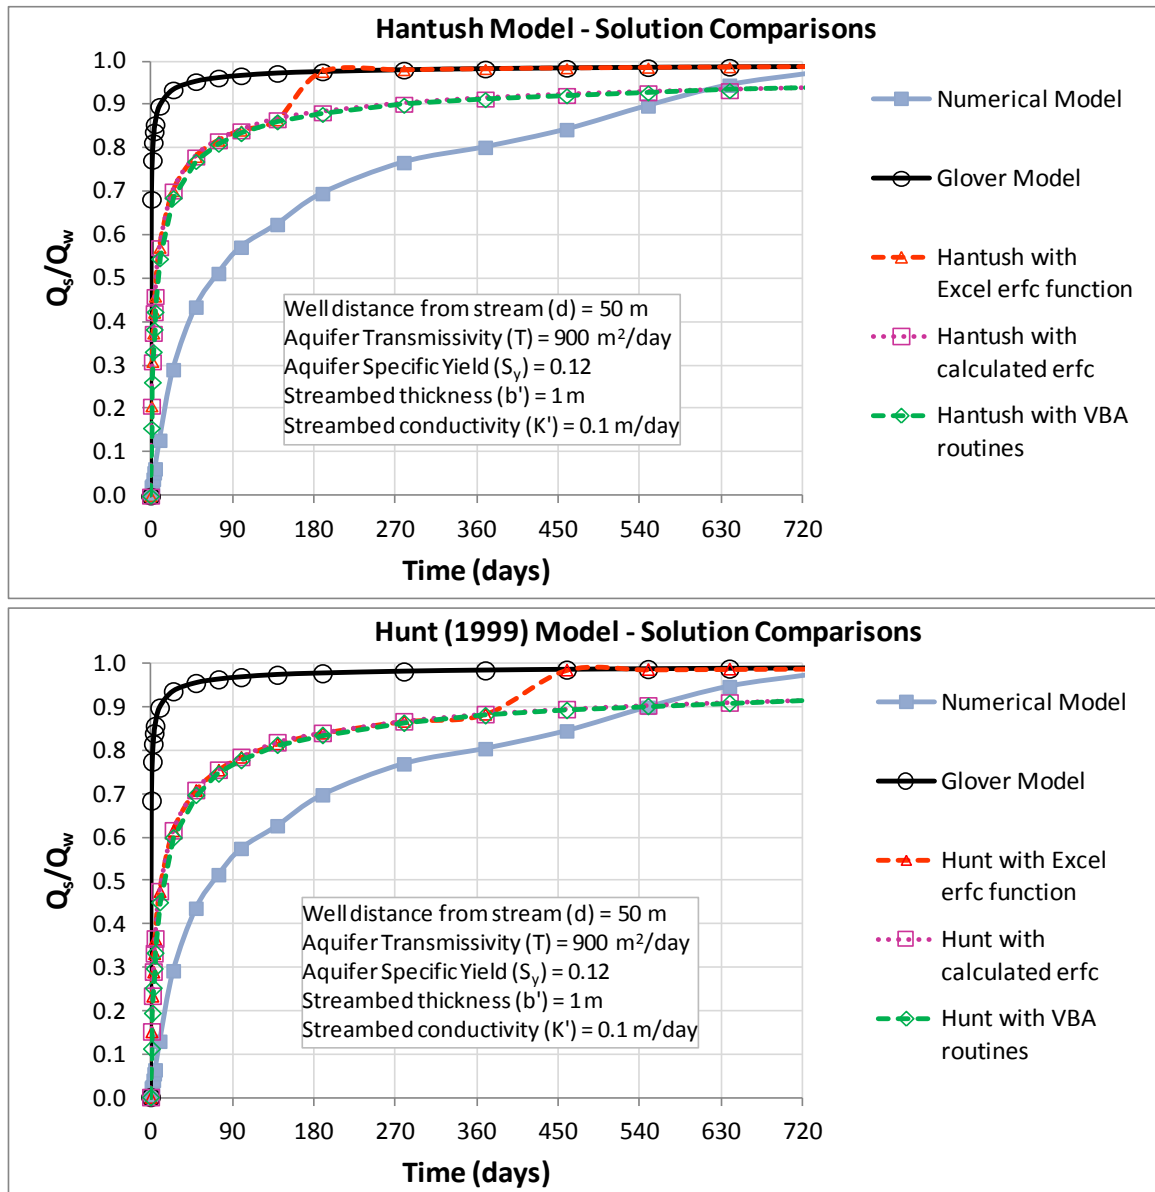 Hantush Model - Solution Comparisons
1.0
0.9
0.8
0.7
0.6
0.5
0.4
0.3
0.2
0.1
0.0
Qs/Qw
0 90 180 270 360 450 540 630 720
Time (days)
Well distance from stream (d) = 50 m
Aquifer Transmissivity (T) = 900 m²/day
Aquifer Specific Yield (Sy) = 0.12
Streambed thickness (b') = 1 m
Streambed conductivity (K') = 0.1 m/day
Numerical Model
Glover Model
Hantush with
Excel erfc function
Hantush with
calculated erfc
Hantush with VBA
routines
Hunt (1999) Model - Solution Comparisons
1.0
0.9
0.8
0.7
0.6
0.5
0.4
0.3
0.2
0.1
0.0
Qs/Qw
0 90 180 270 360 450 540 630 720
Time (days)
Well distance from stream (d) = 50 m
Aquifer Transmissivity (T) = 900 m²/day
Aquifer Specific Yield (Sy) = 0.12
Streambed thickness (b') = 1 m
Streambed conductivity (K') = 0.1 m/day
Numerical Model
Glover Model
Hunt with Excel
erfc function
Hunt with
calculated erfc
Hunt with VBA
routines